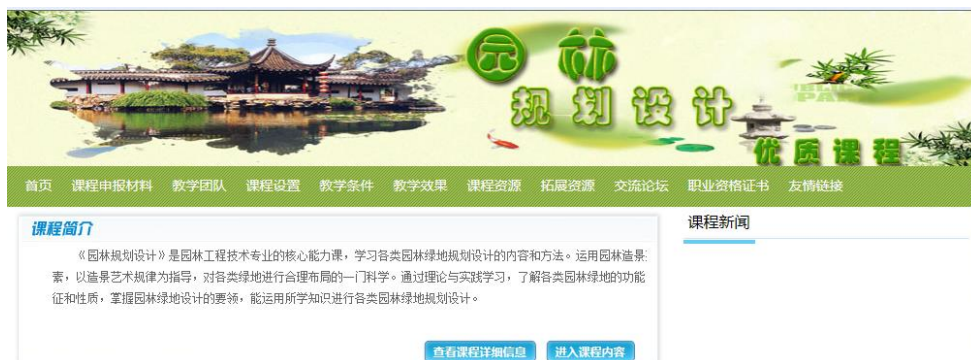 园林
规划设计
优质课程
首页 课程申报材料 教学团队 课程设置 教学条件 教学效果 课程资源 拓展资源 交流论坛 职业资格证书 友情链接
课程简介
课程新闻
《园林规划设计》是园林工程技术专业的核心能力课，学习各类园林绿地规划设计的内容和方法。运用园林造景
素，以造景艺术规律为指导，对各类绿地进行合理布局的一门科学。通过理论与实践学习，了解各类园林绿地的功能
征和性质，掌握园林绿地设计的要领，能运用所学知识进行各类园林绿地规划设计。
查看课程详细信息 进入课程内容